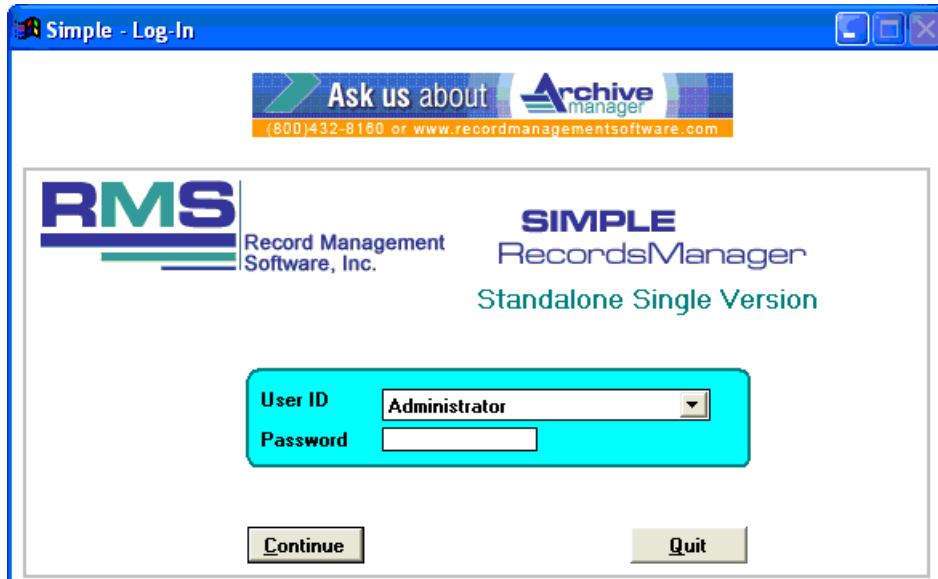 Simple - Log-In
Ask us about Archive manager
(800)432-8160 or www.recordmanagementsoftware.com
RMS
Record Management
Software, Inc.
SIMPLE
RecordsManager
Standalone Single Version
User ID
Administrator
Password
Continue
Quit